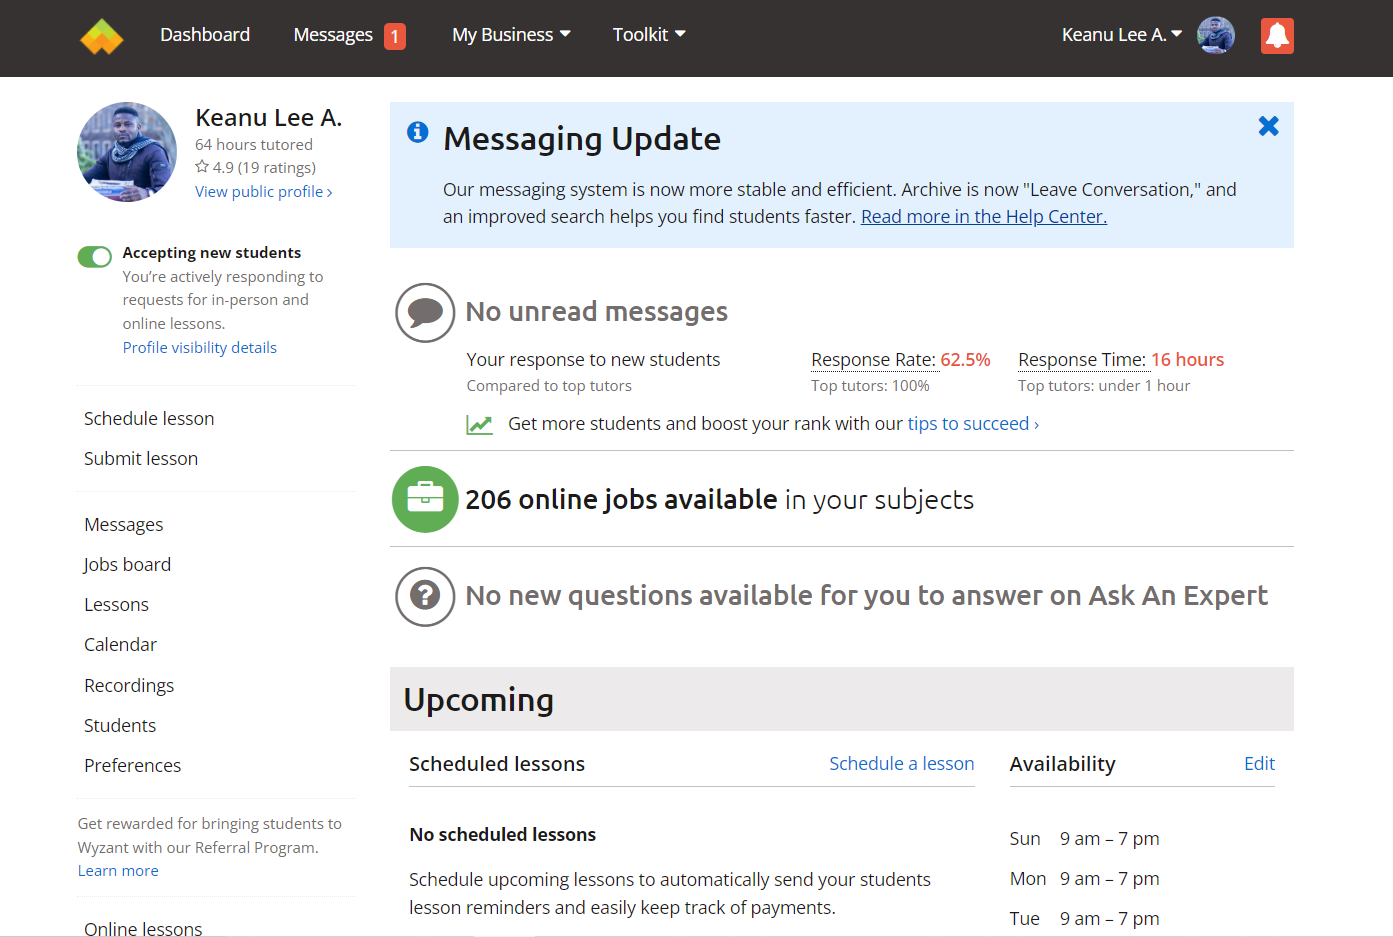 Dashboard
Messages 1
My Business
Toolkit
Keanu Lee A.
Keanu Lee A.
64 hours tutored
4.9 (19 ratings)
View public profile ›
Accepting new students
You’re actively responding to
requests for in-person and
online lessons.
Profile visibility details
Schedule lesson
Submit lesson
Messages
Jobs board
Lessons
Calendar
Recordings
Students
Preferences
Get rewarded for bringing students to
Wyzant with our Referral Program.
Learn more
Online lessons
Messaging Update
Our messaging system is now more stable and efficient. Archive is now "Leave Conversation," and
an improved search helps you find students faster. Read more in the Help Center.
No unread messages
Your response to new students
Compared to top tutors
Response Rate: 62.5%
Top tutors: 100%
Response Time: 16 hours
Top tutors: under 1 hour
Get more students and boost your rank with our tips to succeed ›
206 online jobs available in your subjects
No new questions available for you to answer on Ask An Expert
Upcoming
Scheduled lessons
Schedule a lesson
No scheduled lessons
Schedule upcoming lessons to automatically send your students
lesson reminders and easily keep track of payments.
Availability
Edit
Sun 9 am – 7 pm
Mon 9 am – 7 pm
Tue 9 am – 7 pm